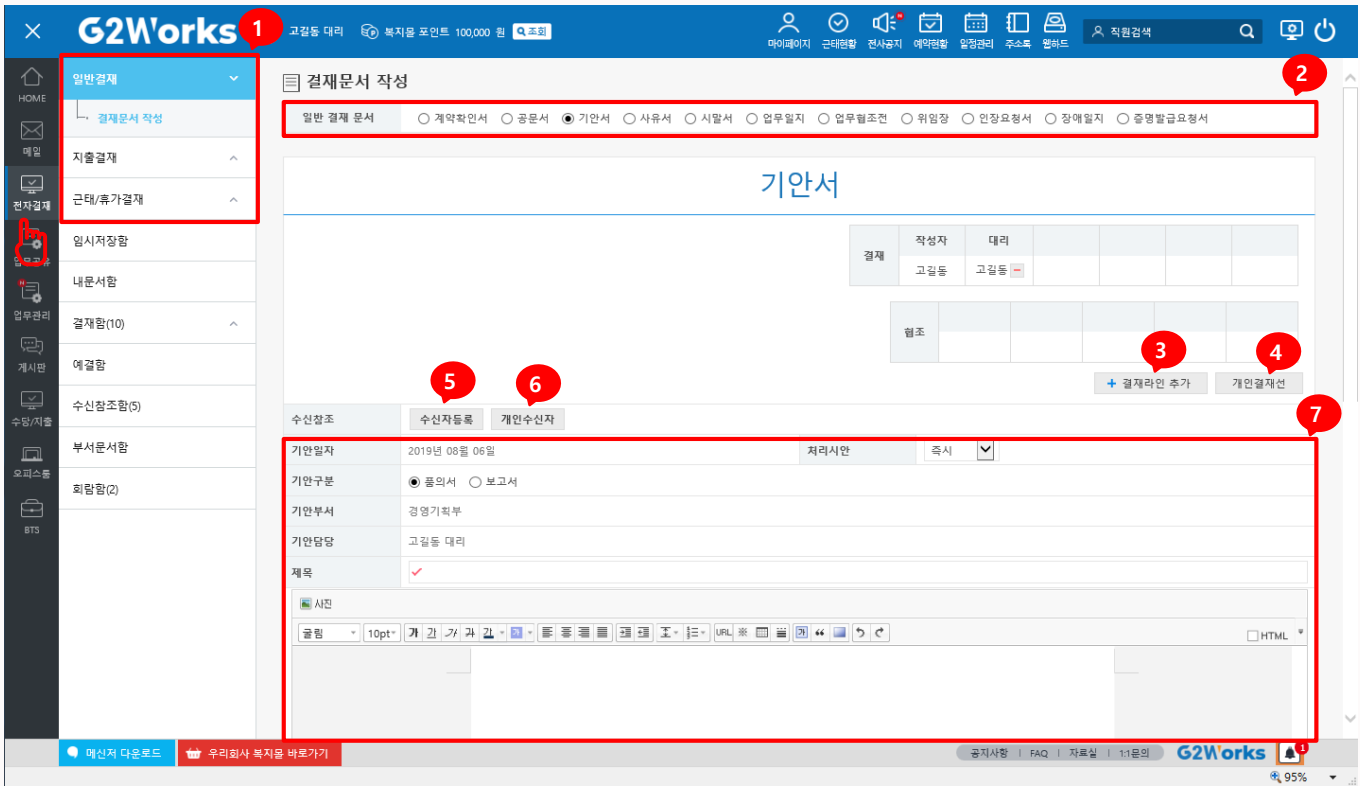 G2Works
1
고길동 대리 복지몰 포인트 100,000 원 조회
마이페이지 근태현황 전사공지 예약현황 일정관리 주소록 웹하드
직원검색
HOME
메일
전자결재
업무관리
게시판
수당/지출
오피스룸
BTS
일반결재
결재문서 작성
지출결재
근태/휴가결재
임시저장함
내문서함
결재함(10)
예결함
수신참조함(5)
부서문서함
회람함(2)
결재문서 작성
2
일반 결재 문서 계약확인서 공문서 기안서 사유서 시말서 업무일지 업무협조전 위임장 인장요청서 장애일지 증명발급요청서
기안서
결재 작성자 대리
고길동 고길동
협조
3
4
+ 결재라인 추가 개인결재선
5
6
7
수신참조 수신자등록 개인수신자
기안일자 2019년 08월 06일 처리시안 즉시
기안구분 품의서 보고서
기안부서 경영기획부
기안담당 고길동 대리
제목
사진
굴림 10pt 가 가 가 가 가 가 URL ※ 가 HTML
메신저 다운로드 우리회사 복지몰 바로가기
공지사항 | FAQ | 자료실 | 1:1문의 G2Works 1
95%